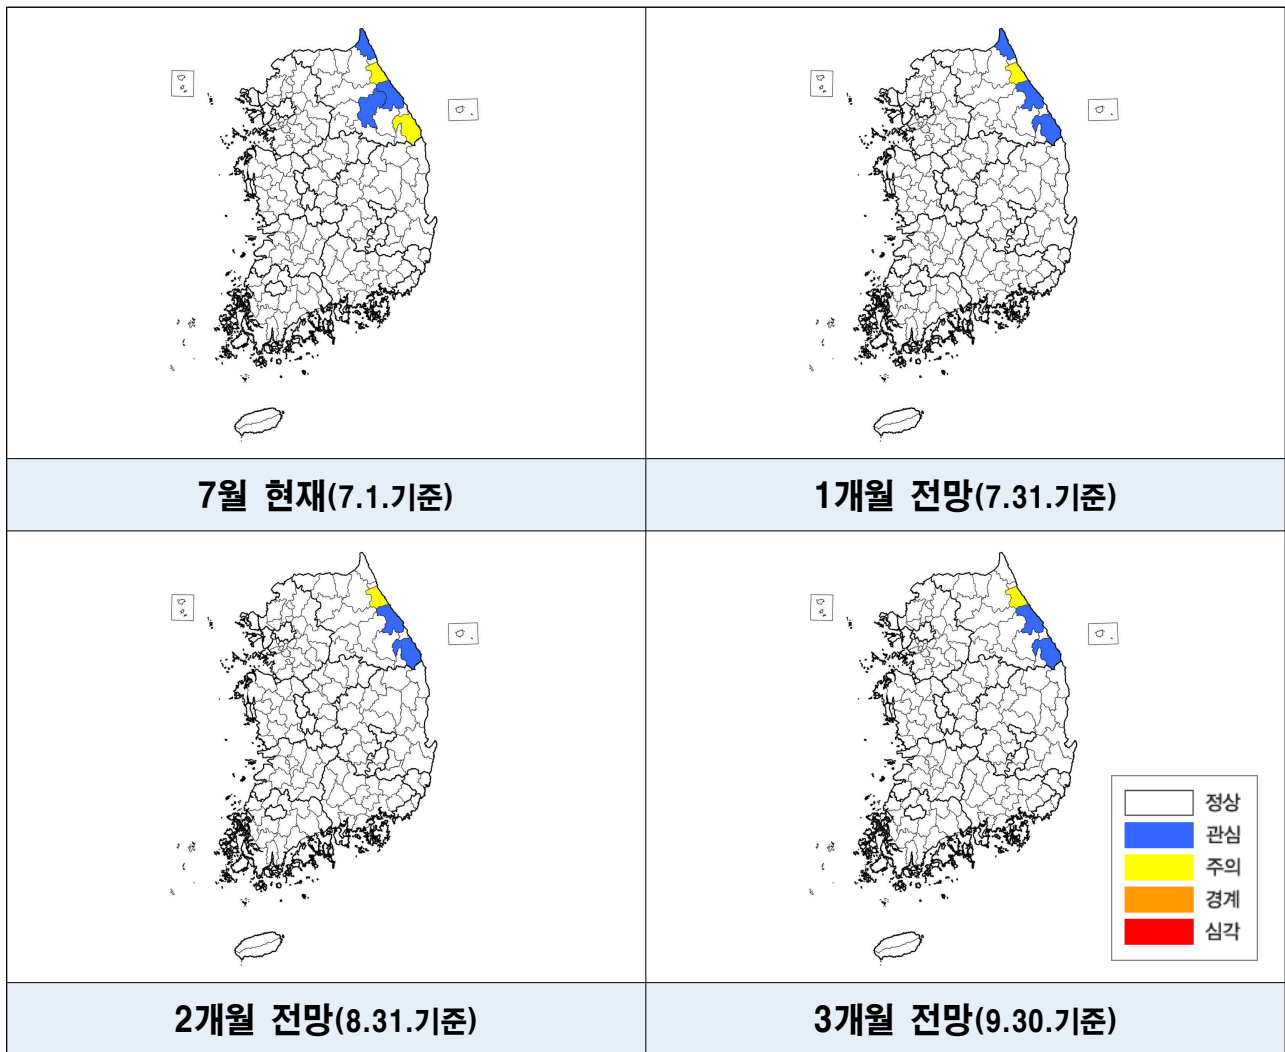 7월 현재(7.1.기준)
1개월 전망(7.31.기준)
정상
관심
주의
경계
심각
2개월 전망(8.31.기준)
3개월 전망(9.30.기준)